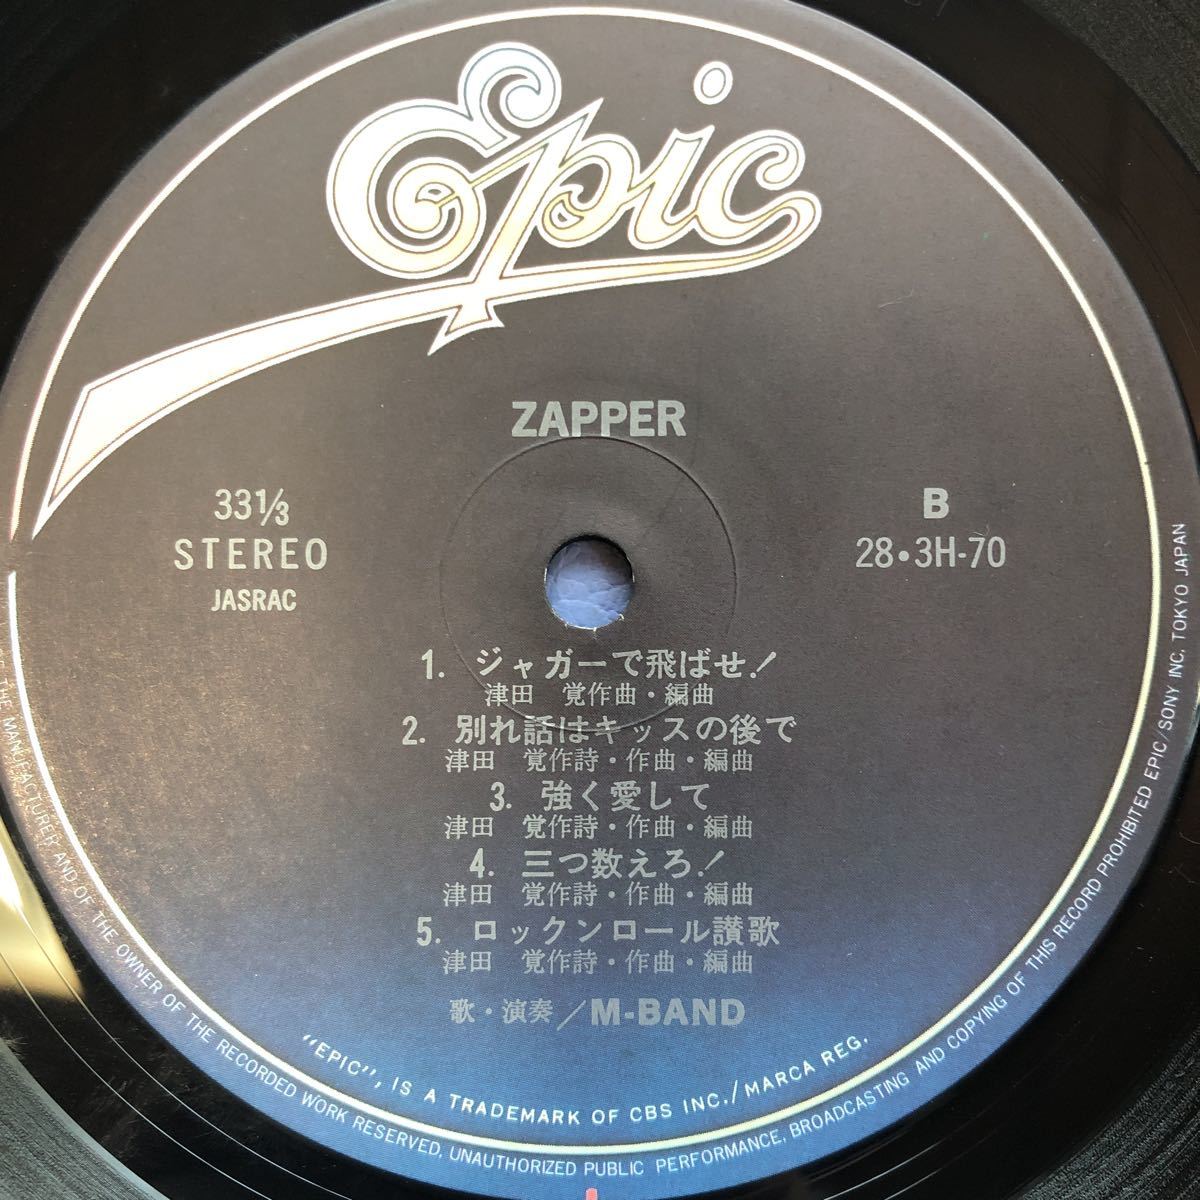 Epic
ZAPPER
33⅓
STEREO
JASRAC
B
28・3H-70
1. ジャガーで飛ばせ！
津田　覚作曲・編曲
2. 別れ話はキッスの後で
津田　覚作詩・作曲・編曲
3. 強く愛して
津田　覚作詩・作曲・編曲
4. 三つ数えろ！
津田　覚作詩・作曲・編曲
5. ロックンロール讃歌
津田　覚作詩・作曲・編曲
歌・演奏／M-BAND
"EPIC", IS A TRADEMARK OF CBS INC./MARCA REG.
THE MANUFACTURER AND OF THE OWNER OF THE RECORDED WORK RESERVED. UNAUTHORIZED PUBLIC PERFORMANCE, BROADCASTING AND COPYING OF THIS RECORD PROHIBITED EPIC/SONY INC. TOKYO JAPAN